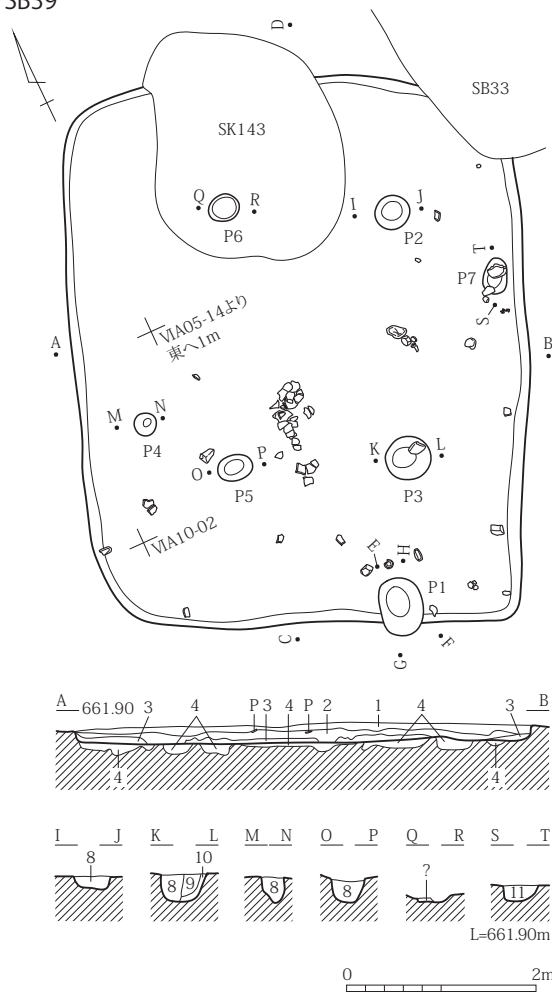 SB39
D
SB33
SK143
Q R I J
P6 P2
T
P7
S
VIA05-14より
東へ1m
A B
M N
P4
O P K L
P5 P3
VIA10-02
E H
P1
C F
G
A 661.90 3 4 P 3 4 P 2 1 4 3 B
4 4
I J K L M N O P Q R S T
8 10 ?
8 9 8 8 11
L=661.90m
0 2m